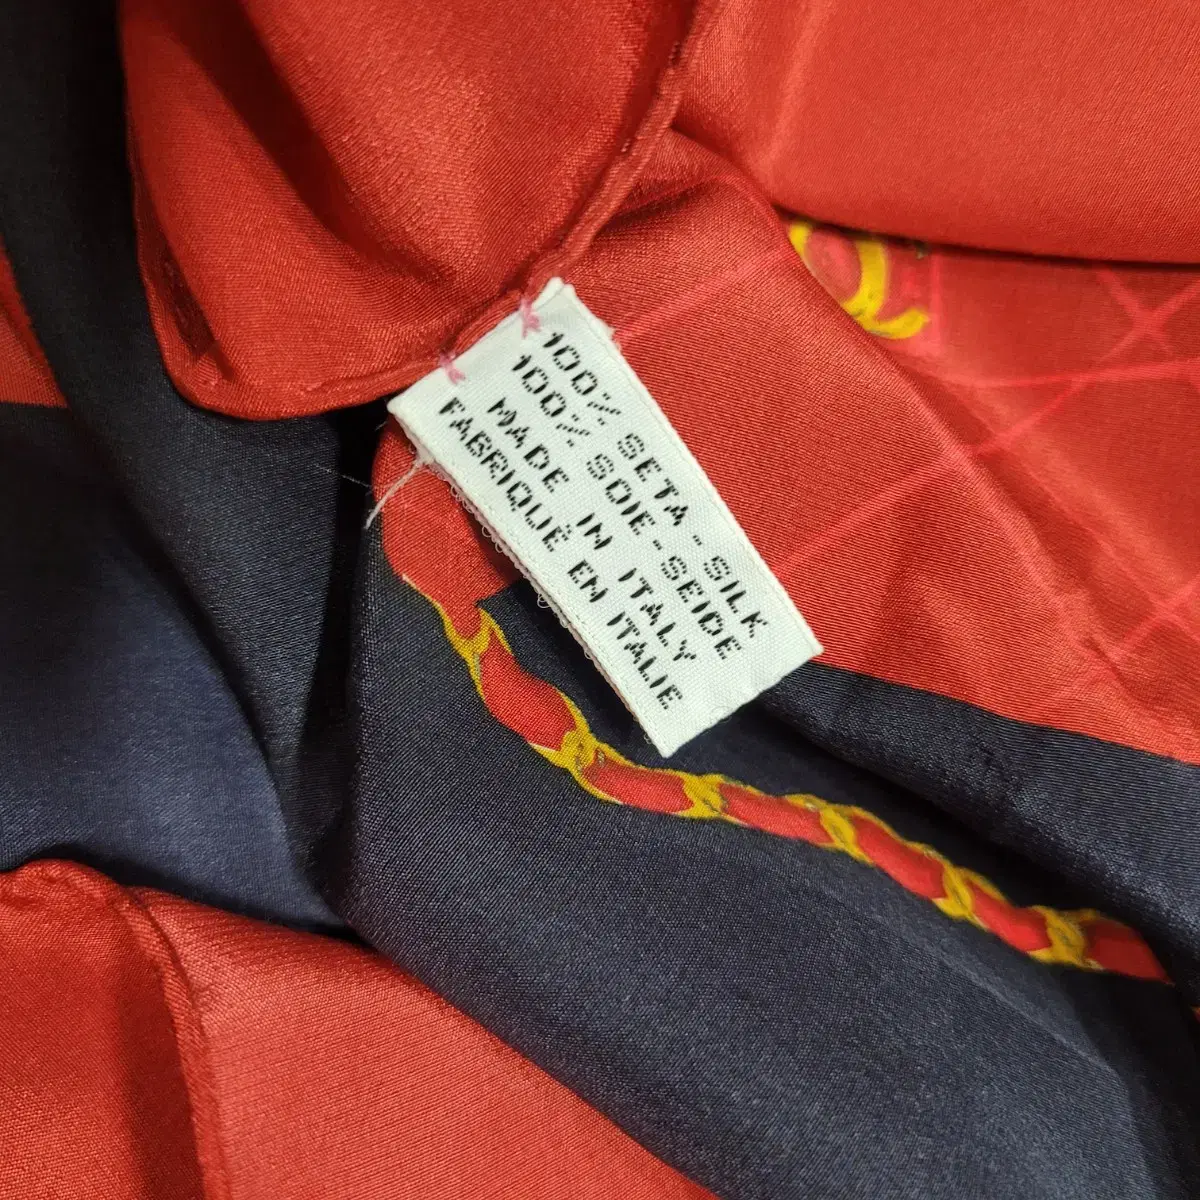 100% SETA-SILK
100% SOIE-SEIDE
MADE IN ITALY
FABRIQUÉ EN ITALIE